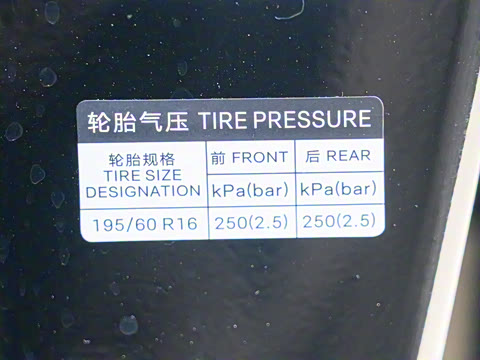 轮胎气压 TIRE PRESSURE
轮胎规格 TIRE SIZE DESIGNATION
前 FRONT 后 REAR
kPa(bar) kPa(bar)
195/60 R16 250(2.5) 250(2.5)